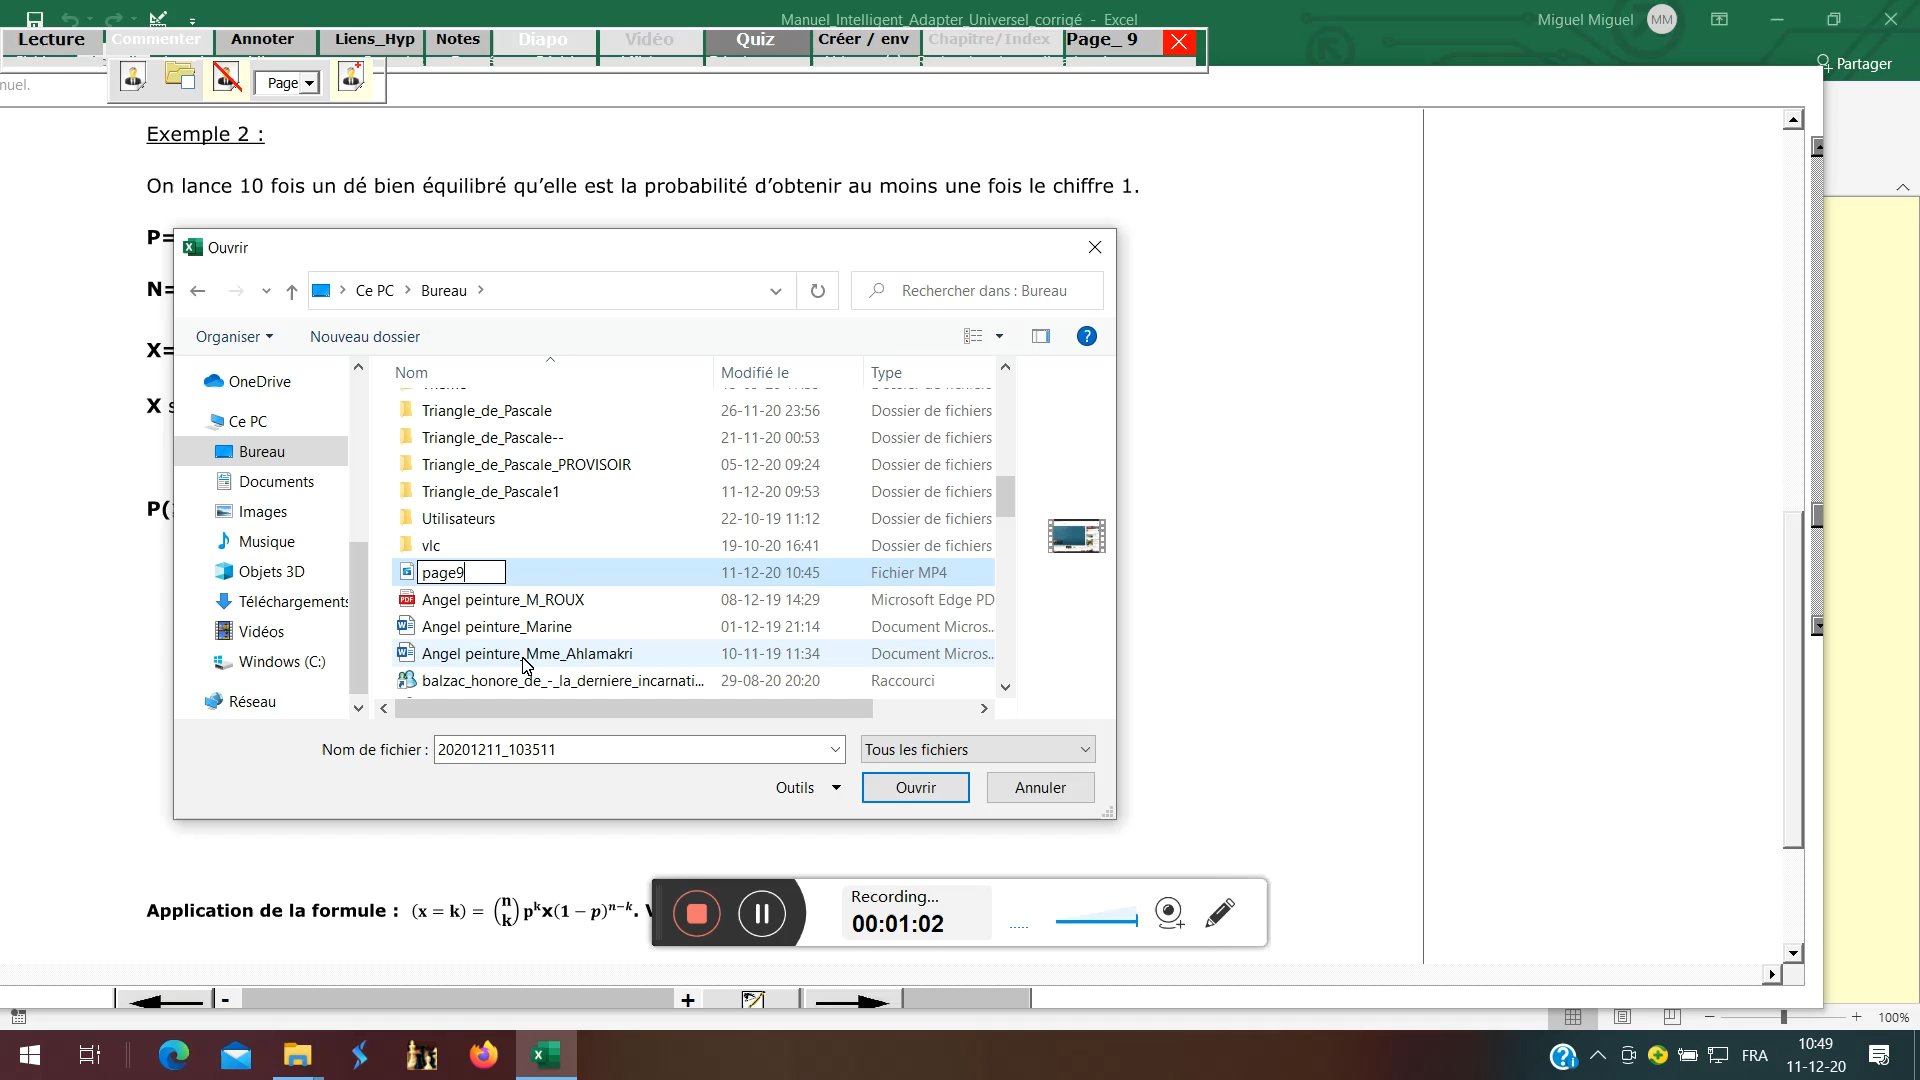 Manuel_Intelligent_Adapter_Universel_corrigé - Excel
Miguel Miguel
MM
Lecture
Commenter
Annoter
Liens_Hyp
Notes
Diapo
Vidéo
Quiz
Créer / env
Chapitre/Index
Page_ 9
Partager
nuel.
Page
Exemple 2 :
On lance 10 fois un dé bien équilibré qu’elle est la probabilité d’obtenir au moins une fois le chiffre 1.
P=
N=
X=
X s
P(
Ouvrir
Ce PC
Bureau
Rechercher dans : Bureau
Organiser
Nouveau dossier
Nom
Modifié le
Type
OneDrive
Ce PC
Bureau
Documents
Images
Musique
Objets 3D
Téléchargements
Vidéos
Windows (C:)
Réseau
Triangle_de_Pascale 26-11-20 23:56 Dossier de fichiers
Triangle_de_Pascale-- 21-11-20 00:53 Dossier de fichiers
Triangle_de_Pascale_PROVISOIR 05-12-20 09:24 Dossier de fichiers
Triangle_de_Pascale1 11-12-20 09:53 Dossier de fichiers
Utilisateurs 22-10-19 11:12 Dossier de fichiers
vlc 19-10-20 16:41 Dossier de fichiers
page9 11-12-20 10:45 Fichier MP4
Angel peinture_M_ROUX 08-12-19 14:29 Microsoft Edge PD
Angel peinture_Marine 01-12-19 21:14 Document Micros...
Angel peinture_Mme_Ahlamakri 10-11-19 11:34 Document Micros...
balzac_honore_de_-_la_derniere_incarnati... 29-08-20 20:20 Raccourci
Nom de fichier : 20201211_103511
Tous les fichiers
Outils
Ouvrir
Annuler
Application de la formule : (x = k) = (n k) pᵏx(1 − p)ⁿ⁻ᵏ. V
Recording...
00:01:02
- +
100%
FRA
10:49
11-12-20